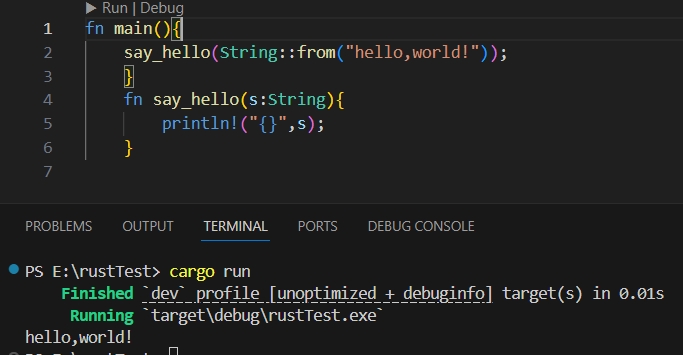 ▶ Run | Debug
1 fn main(){
2     say_hello(String::from("hello,world!"));
3     }
4     fn say_hello(s:String){
5         println!("{}",s);
6     }
7
PROBLEMS OUTPUT TERMINAL PORTS DEBUG CONSOLE
PS E:\rustTest> cargo run
    Finished `dev` profile [unoptimized + debuginfo] target(s) in 0.01s
     Running `target\debug\rustTest.exe`
hello,world!